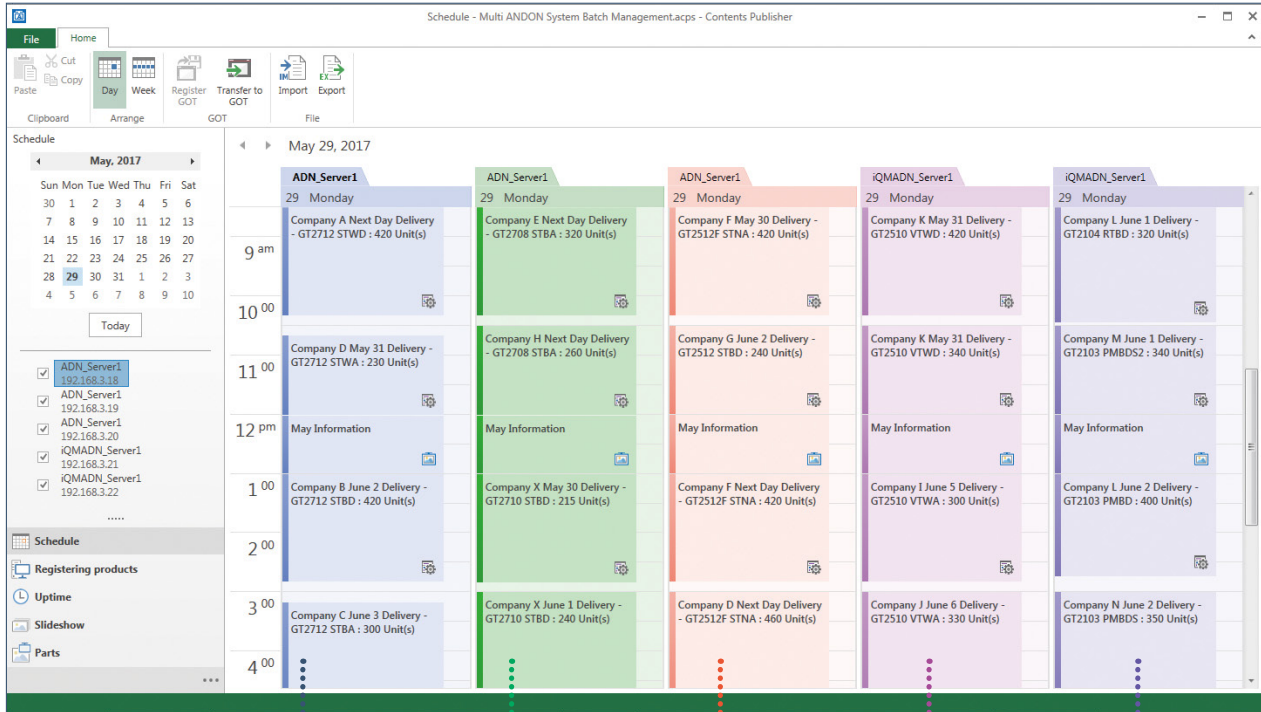 Schedule - Multi ANDON System Batch Management.acps - Contents Publisher
File
Home
Paste
Cut
Copy
Clipboard
Day
Week
Arrange
Register
GOT
Transfer to
GOT
GOT
Import
Export
File
Schedule
May, 2017
Sun Mon Tue Wed Thu Fri Sat
30 1 2 3 4 5 6
7 8 9 10 11 12 13
14 15 16 17 18 19 20
21 22 23 24 25 26 27
28 29 30 31 1 2 3
4 5 6 7 8 9 10
Today
ADN_Server1
192.168.3.18
ADN_Server1
192.168.3.19
ADN_Server1
192.168.3.20
iQMADN_Server1
192.168.3.21
iQMADN_Server1
192.168.3.22
Schedule
Registering products
Uptime
Slideshow
Parts
May 29, 2017
9 am
10 00
11 00
12 pm
1 00
2 00
3 00
4 00
ADN_Server1
29 Monday
Company A Next Day Delivery
- GT2712 STWD : 420 Unit(s)
Company D May 31 Delivery -
GT2712 STWA : 230 Unit(s)
May Information
Company B June 2 Delivery -
GT2712 STBD : 420 Unit(s)
Company C June 3 Delivery -
GT2712 STBA : 300 Unit(s)
ADN_Server1
29 Monday
Company E Next Day Delivery
- GT2708 STBA : 320 Unit(s)
Company H Next Day Delivery
- GT2708 STBA : 260 Unit(s)
May Information
Company X May 30 Delivery -
GT2710 STBD : 215 Unit(s)
Company X June 1 Delivery -
GT2710 STBD : 240 Unit(s)
ADN_Server1
29 Monday
Company F May 30 Delivery -
GT2512F STNA : 420 Unit(s)
Company G June 2 Delivery -
GT2512 STBD : 240 Unit(s)
May Information
Company F Next Day Delivery
- GT2512F STNA : 420 Unit(s)
Company D Next Day Delivery
- GT2512F STNA : 460 Unit(s)
iQMADN_Server1
29 Monday
Company K May 31 Delivery -
GT2510 VTWD : 420 Unit(s)
Company K May 31 Delivery -
GT2510 VTWD : 340 Unit(s)
May Information
Company I June 5 Delivery -
GT2510 VTWA : 300 Unit(s)
Company J June 6 Delivery -
GT2510 VTWA : 330 Unit(s)
iQMADN_Server1
29 Monday
Company L June 1 Delivery -
GT2104 RTBD : 320 Unit(s)
Company M June 1 Delivery -
GT2103 PMBDS2 : 340 Unit(s)
May Information
Company L June 2 Delivery -
GT2103 PMBD : 400 Unit(s)
Company N June 2 Delivery -
GT2103 PMBDS : 350 Unit(s)